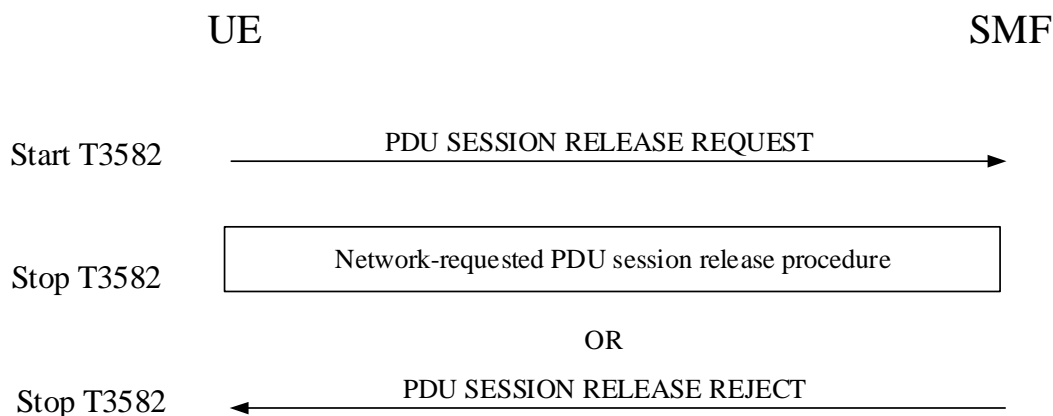 UE SMF
Start T3582 PDU SESSION RELEASE REQUEST
Stop T3582 Network-requested PDU session release procedure
OR
Stop T3582 PDU SESSION RELEASE REJECT